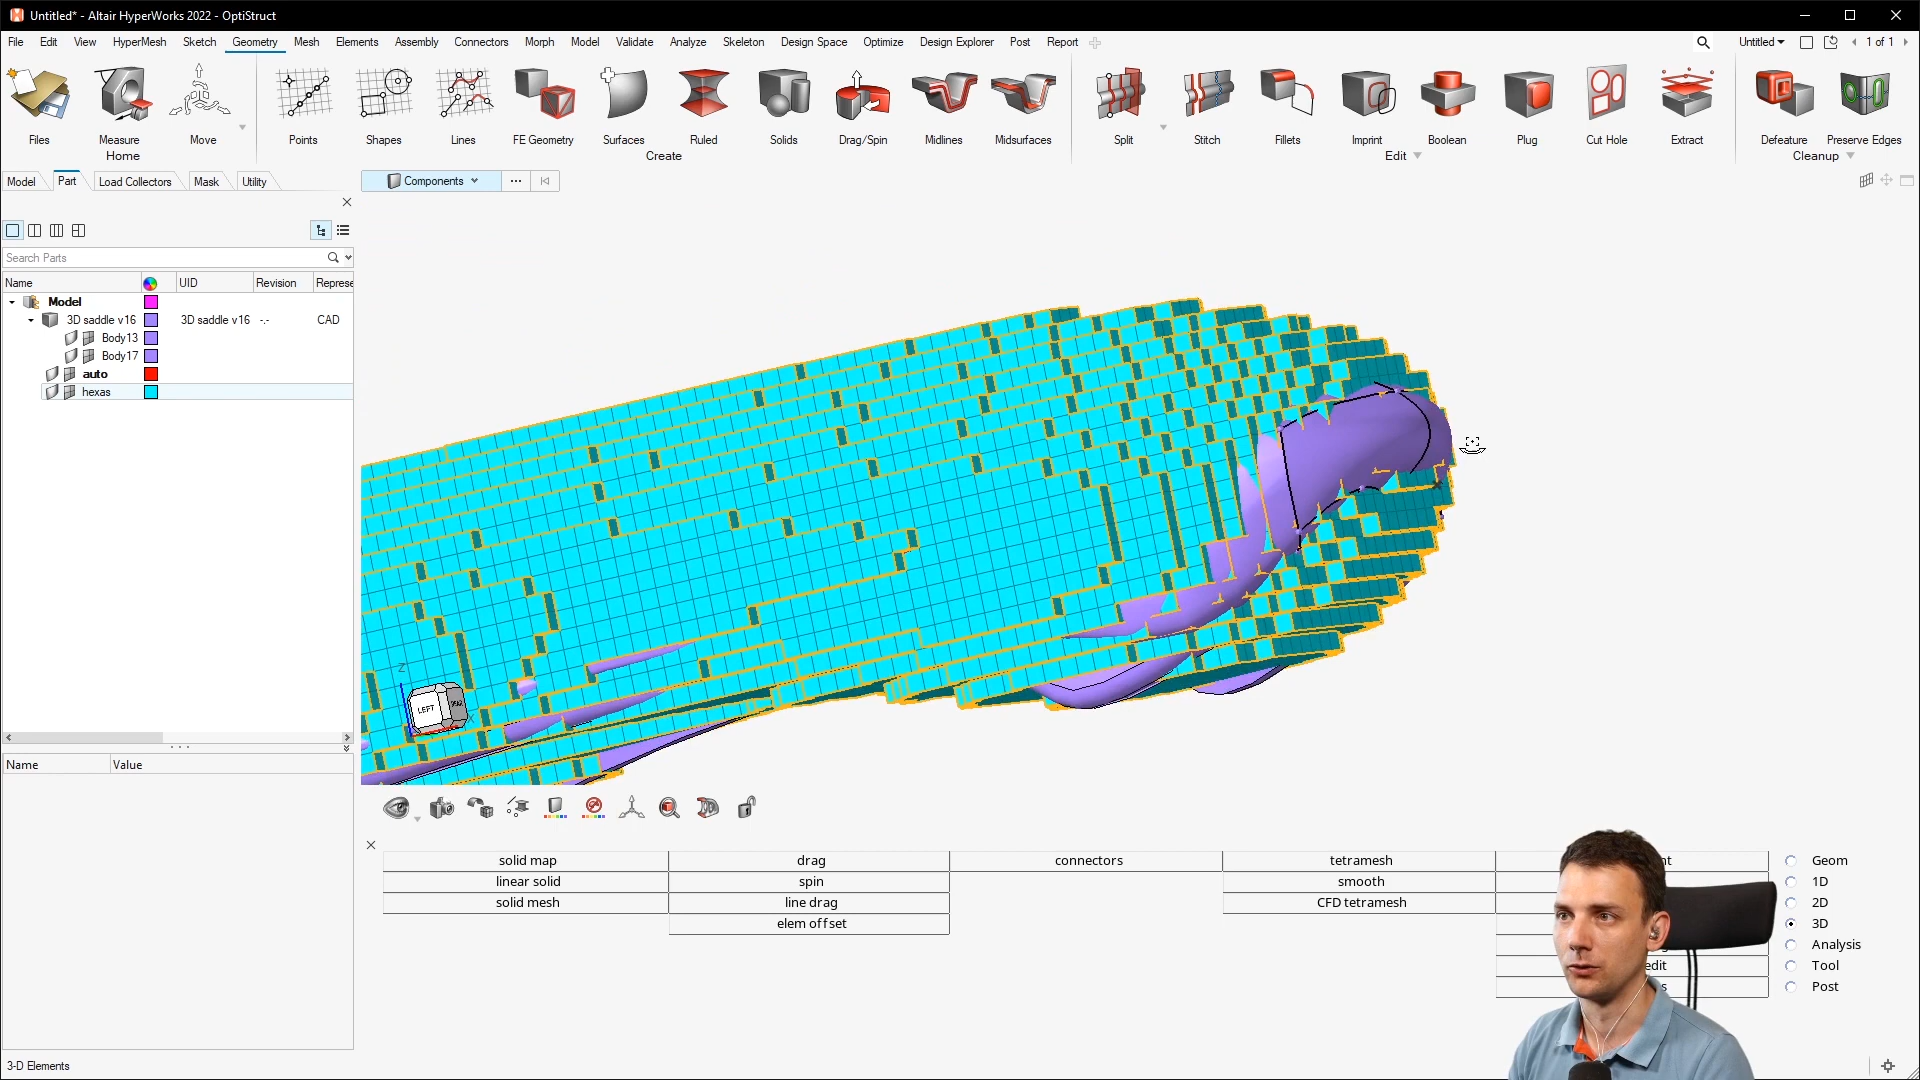 Untitled* - Altair HyperWorks 2022 - OptiStruct
File Edit View HyperMesh Sketch Geometry Mesh Elements Assembly Connectors Morph Model Validate Analyze Skeleton Design Space Optimize Design Explorer Post Report Untitled 1 of 1
Files Measure Move Points Shapes Lines FE Geometry Surfaces Ruled Solids Drag/Spin Midlines Midsurfaces Split Stitch Fillets Imprint Boolean Plug Cut Hole Extract Defeature Preserve Edges
Home Create Edit Cleanup
Model Part Load Collectors Mask Utility Components
Search Parts
Name UID Revision Represe
Model
3D saddle v16 3D saddle v16 -.- CAD
Body13
Body17
auto
hexas
Z
LEFT
X
Name Value
solid map drag connectors tetramesh nt Geom
linear solid spin smooth 1D
solid mesh line drag CFD tetramesh 2D
elem offset 3D
Analysis
edit Tool
s Post
3-D Elements